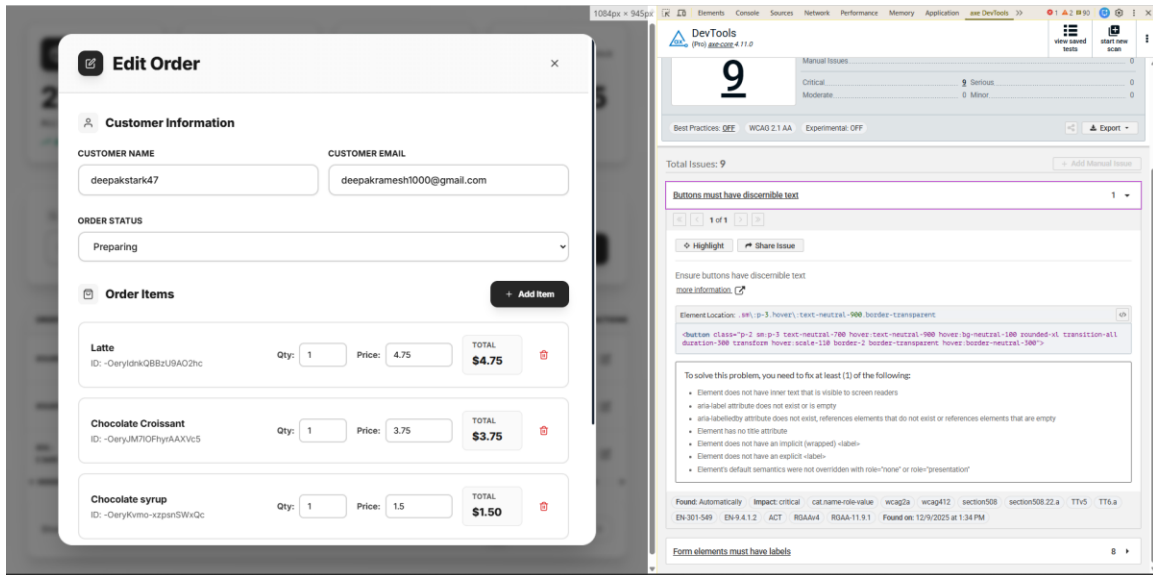 1084px × 945px
Edit Order
×
Customer Information
CUSTOMER NAME
CUSTOMER EMAIL
deepakstark47
deepakramesh1000@gmail.com
ORDER STATUS
Preparing
Order Items
+ Add Item
Latte
ID: -OeryIdnkQBBzU9AO2hc
Qty: 1 Price: 4.75
TOTAL
$4.75
Chocolate Croissant
ID: -OeryJM7IOFhyrAAXVc5
Qty: 1 Price: 3.75
TOTAL
$3.75
Chocolate syrup
ID: -OeryKvmo-xzpsnSWxQc
Qty: 1 Price: 1.5
TOTAL
$1.50
Elements Console Sources Network Performance Memory Application axe DevTools 1 2 90
DevTools
(Pro) axe-core 4.11.0
view saved tests
start new scan
9
Manual Issues 0
Critical 9 Serious 0
Moderate 0 Minor 0
Best Practices: OFF WCAG 2.1 AA Experimental: OFF
Export
Total Issues: 9
+ Add Manual Issue
Buttons must have discernible text 1
1 of 1
Highlight Share Issue
Ensure buttons have discernible text
more information
Element Location: .sm\:p-3.hover\:text-neutral-900.border-transparent
<button class="p-2 sm:p-3 text-neutral-700 hover:text-neutral-900 hover:bg-neutral-100 rounded-xl transition-all
duration-300 transform hover:scale-110 border-2 border-transparent hover:border-neutral-300">
To solve this problem, you need to fix at least (1) of the following:
Element does not have inner text that is visible to screen readers
aria-label attribute does not exist or is empty
aria-labelledby attribute does not exist, references elements that do not exist or references elements that are empty
Element has no title attribute
Element does not have an implicit (wrapped) <label>
Element does not have an explicit <label>
Element's default semantics were not overridden with role="none" or role="presentation"
Found: Automatically Impact: critical cat.name-role-value wcag2a wcag412 section508 section508.22.a TTv5 TT6.a
EN-301-549 EN-9.4.1.2 ACT RGAAv4 RGAA-11.9.1 Found on: 12/9/2025 at 1:34 PM
Form elements must have labels 8